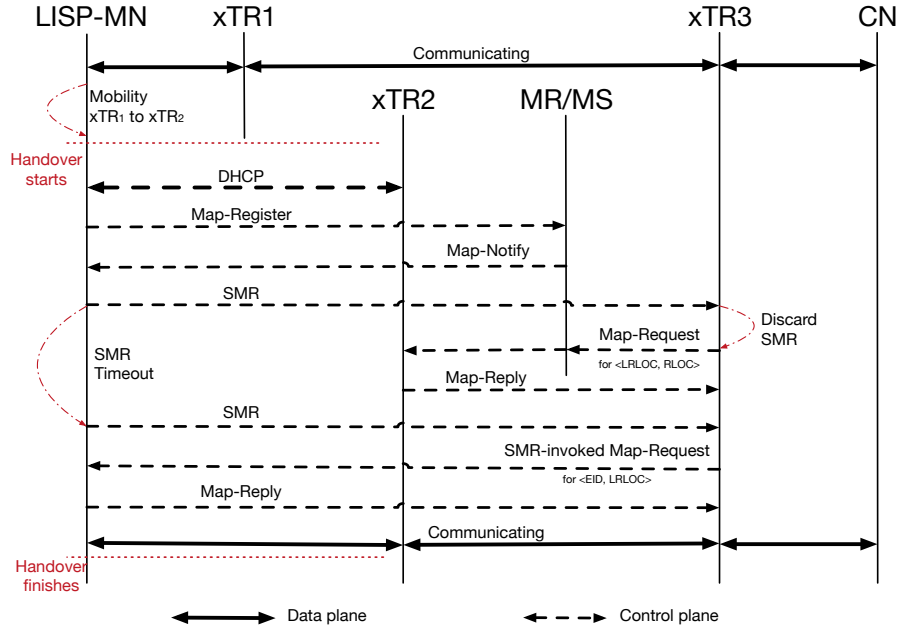 LISP-MN xTR1 xTR3 CN
Communicating
Mobility
xTR1 to xTR2
xTR2 MR/MS
Handover
starts
DHCP
Map-Register
Map-Notify
SMR
Discard
SMR
Map-Request
for <LRLOC, RLOC>
SMR
Timeout
Map-Reply
SMR
SMR-invoked Map-Request
for <EID, LRLOC>
Map-Reply
Communicating
Handover
finishes
Data plane Control plane